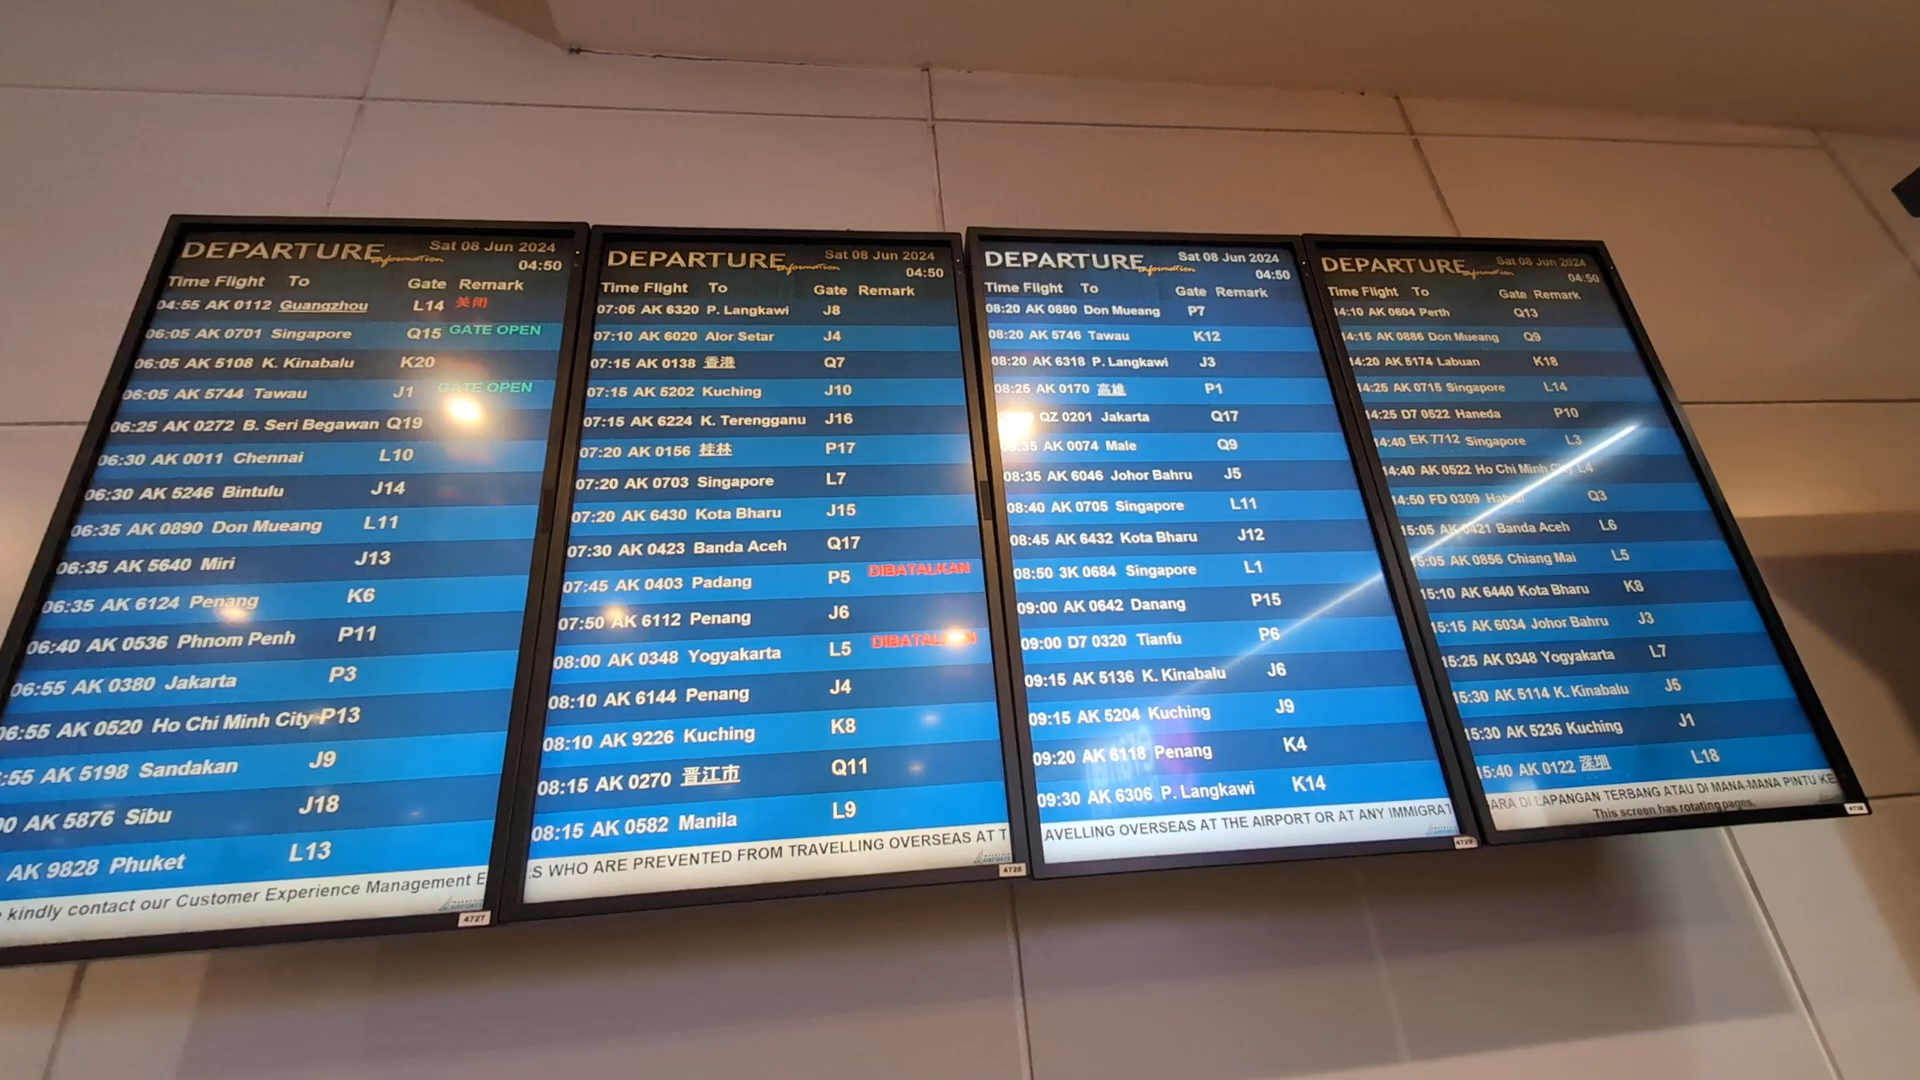 DEPARTURE information Sat 08 Jun 2024
04:50
Time Flight To Gate Remark
04:55 AK 0112 Guangzhou L14 关闭
06:05 AK 0701 Singapore Q15 GATE OPEN
06:05 AK 5108 K. Kinabalu K20
06:05 AK 5744 Tawau J1 GATE OPEN
06:25 AK 0272 B. Seri Begawan Q19
06:30 AK 0011 Chennai L10
06:30 AK 5246 Bintulu J14
06:35 AK 0890 Don Mueang L11
06:35 AK 5640 Miri J13
06:35 AK 6124 Penang K6
06:40 AK 0536 Phnom Penh P11
06:55 AK 0380 Jakarta P3
06:55 AK 0520 Ho Chi Minh City P13
:55 AK 5198 Sandakan J9
AK 5876 Sibu J18
AK 9828 Phuket L13
kindly contact our Customer Experience Management E
4727
DEPARTURE information Sat 08 Jun 2024
04:50
Time Flight To Gate Remark
07:05 AK 6320 P. Langkawi J8
07:10 AK 6020 Alor Setar J4
07:15 AK 0138 香港 Q7
07:15 AK 5202 Kuching J10
07:15 AK 6224 K. Terengganu J16
07:20 AK 0156 桂林 P17
07:20 AK 0703 Singapore L7
07:20 AK 6430 Kota Bharu J15
07:30 AK 0423 Banda Aceh Q17
07:45 AK 0403 Padang P5 DIBATALKAN
07:50 AK 6112 Penang J6
08:00 AK 0348 Yogyakarta L5 DIBATALKAN
08:10 AK 6144 Penang J4
08:10 AK 9226 Kuching K8
08:15 AK 0270 晋江市 Q11
08:15 AK 0582 Manila L9
S WHO ARE PREVENTED FROM TRAVELLING OVERSEAS AT T
4728
DEPARTURE information Sat 08 Jun 2024
04:50
Time Flight To Gate Remark
08:20 AK 0880 Don Mueang P7
08:20 AK 5746 Tawau K12
08:20 AK 6318 P. Langkawi J3
08:25 AK 0170 高雄 P1
QZ 0201 Jakarta Q17
:35 AK 0074 Male Q9
08:35 AK 6046 Johor Bahru J5
08:40 AK 0705 Singapore L11
08:45 AK 6432 Kota Bharu J12
08:50 3K 0684 Singapore L1
09:00 AK 0642 Danang P15
09:00 D7 0320 Tianfu P6
09:15 AK 5136 K. Kinabalu J6
09:15 AK 5204 Kuching J9
09:20 AK 6118 Penang K4
09:30 AK 6306 P. Langkawi K14
AVELLING OVERSEAS AT THE AIRPORT OR AT ANY IMMIGRAT
4729
DEPARTURE information Sat 08 Jun 2024
04:50
Time Flight To Gate Remark
14:10 AK 0604 Perth Q13
14:15 AK 0886 Don Mueang Q9
14:20 AK 5174 Labuan K18
14:25 AK 0715 Singapore L14
14:25 D7 0522 Haneda P10
14:40 EK 7712 Singapore L3
14:40 AK 0522 Ho Chi Minh City L4
14:50 FD 0309 Q3
15:05 AK 0421 Banda Aceh L6
15:05 AK 0856 Chiang Mai L5
15:10 AK 6440 Kota Bharu K8
15:15 AK 6034 Johor Bahru J3
15:25 AK 0348 Yogyakarta L7
15:30 AK 5114 K. Kinabalu J5
15:30 AK 5236 Kuching J1
15:40 AK 0122 深圳 L18
ARA DI LAPANGAN TERBANG ATAU DI MANA-MANA PINTU KE
This screen has rotating pages.